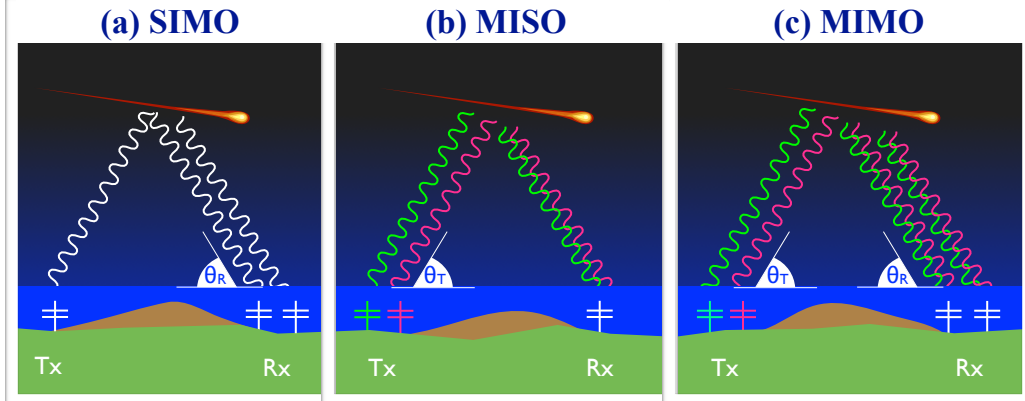 (a) SIMO
(b) MISO
(c) MIMO
θR
θT
θT
θR
Tx
Rx
Tx
Rx
Tx
Rx